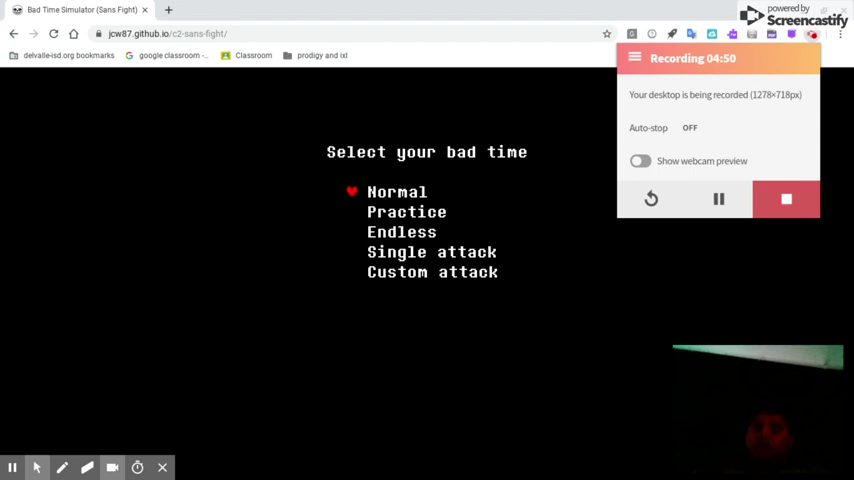 Bad Time Simulator (Sans Fight)
powered by
Screencastify
jcw87.github.io/c2-sans-fight/
delvalle-isd.org bookmarks
google classroom -...
Classroom
prodigy and ixl
Recording 04:50
Your desktop is being recorded (1278×718px)
Auto-stop OFF
Show webcam preview
Select your bad time
Normal
Practice
Endless
Single attack
Custom attack